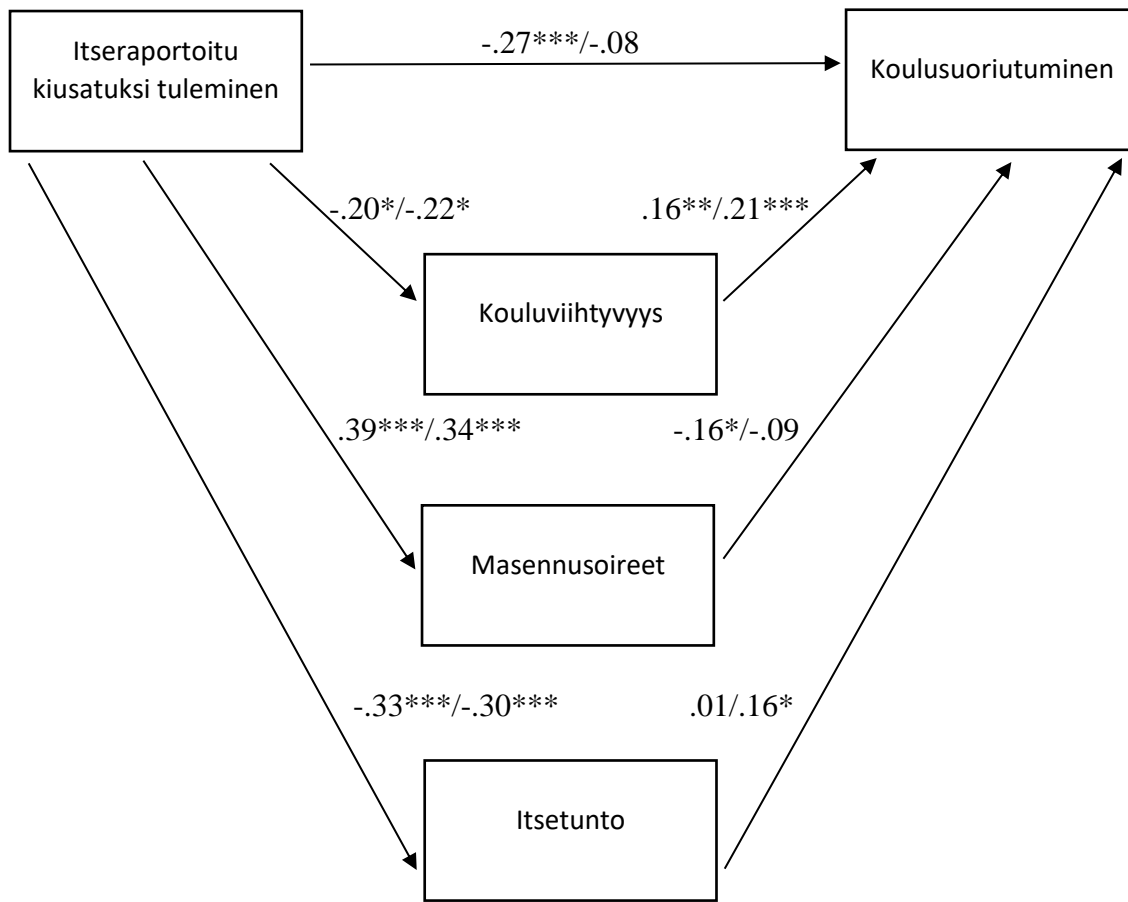 Itseraportoitu
kiusatuksi tuleminen
-.27***/-.08
Koulusuoriutuminen
-.20*/-.22*
.16**/.21***
Kouluviihtyvyys
.39***/.34***
-.16*/-.09
Masennusoireet
-.33***/-.30***
.01/.16*
Itsetunto